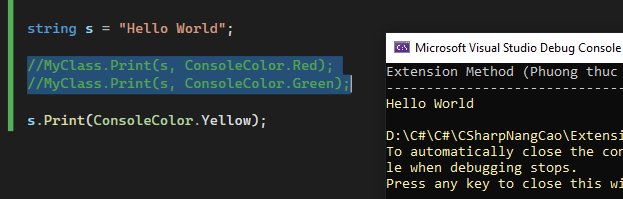 string s = "Hello World";
//MyClass.Print(s, ConsoleColor.Red);
//MyClass.Print(s, ConsoleColor.Green);
s.Print(ConsoleColor.Yellow);
Microsoft Visual Studio Debug Console
Extension Method (Phuong thuc
-------------------------------
Hello World
D:\C#\C#\CSharpNangCao\Extensi
To automatically close the con
le when debugging stops.
Press any key to close this wi